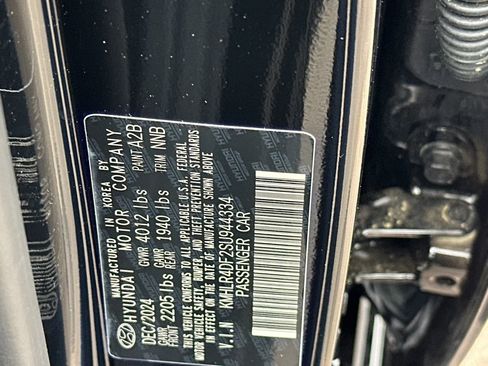 MANUFACTURED IN KOREA BY
HYUNDAI MOTOR COMPANY
DEC/2024 GVWR 4012 lbs PAINT-A2B
GAWR FRONT 2205 lbs GAWR REAR 1940 lbs TRIM NNB
THIS VEHICLE CONFORMS TO ALL APPLICABLE U.S.A. FEDERAL
MOTOR VEHICLE SAFETY, BUMPER AND THEFT PREVENTION STANDARDS
IN EFFECT ON THE DATE OF MANUFACTURE SHOWN ABOVE
V.I.N KMHLR4DF2SU944334
PASSENGER CAR